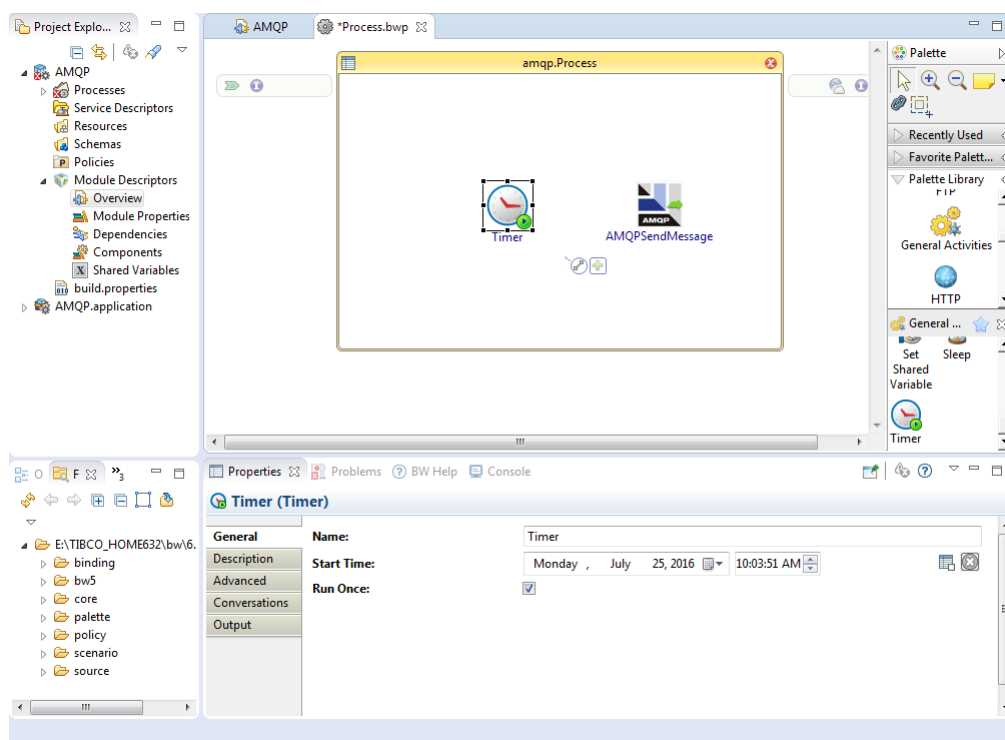 Project Explo...
AMQP
*Process.bwp
AMQP
Processes
Service Descriptors
Resources
Schemas
Policies
Module Descriptors
Overview
Module Properties
Dependencies
Components
Shared Variables
build.properties
AMQP.application
amqp.Process
Timer
AMQP
AMQPSendMessage
Palette
Recently Used
Favorite Palett...
Palette Library
FTP
General Activities
HTTP
General ...
Set
Shared
Variable
Sleep
Timer
O
F
»3
E:\TIBCO_HOME632\bw\6.
binding
bw5
core
palette
policy
scenario
source
Properties
Problems
BW Help
Console
Timer (Timer)
General
Description
Advanced
Conversations
Output
Name:
Timer
Start Time:
Monday , July 25, 2016
10:03:51 AM
Run Once: